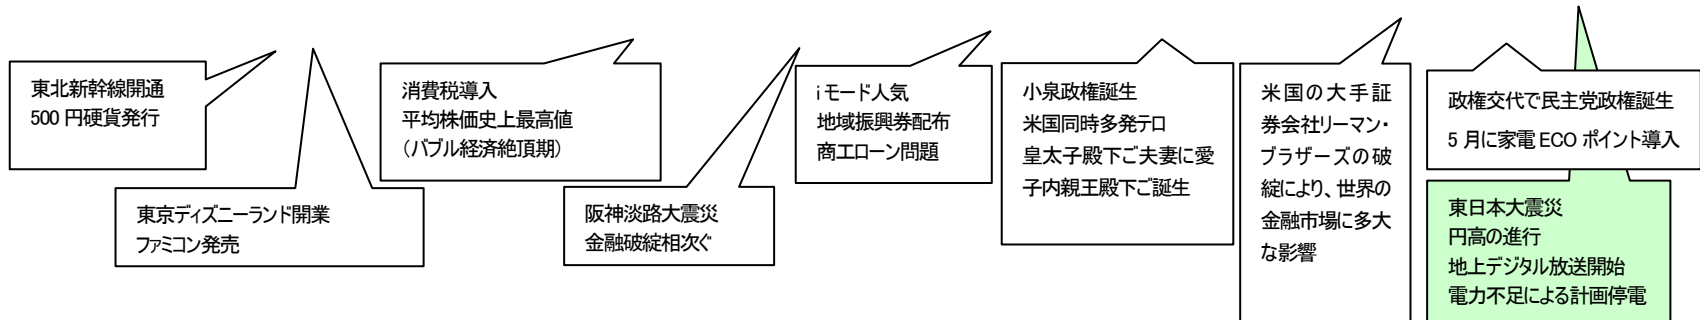 東北新幹線開通
500 円硬貨発行
東京ディズニーランド開業
ファミコン発売
消費税導入
平均株価史上最高値
（バブル経済絶頂期）
阪神淡路大震災
金融破綻相次ぐ
iモード人気
地域振興券配布
商工ローン問題
小泉政権誕生
米国同時多発テロ
皇太子殿下ご夫妻に愛
子内親王殿下ご誕生
米国の大手証
券会社リーマン・
ブラザーズの破
綻により、世界の
金融市場に多大
な影響
政権交代で民主党政権誕生
5 月に家電 ECO ポイント導入
東日本大震災
円高の進行
地上デジタル放送開始
電力不足による計画停電